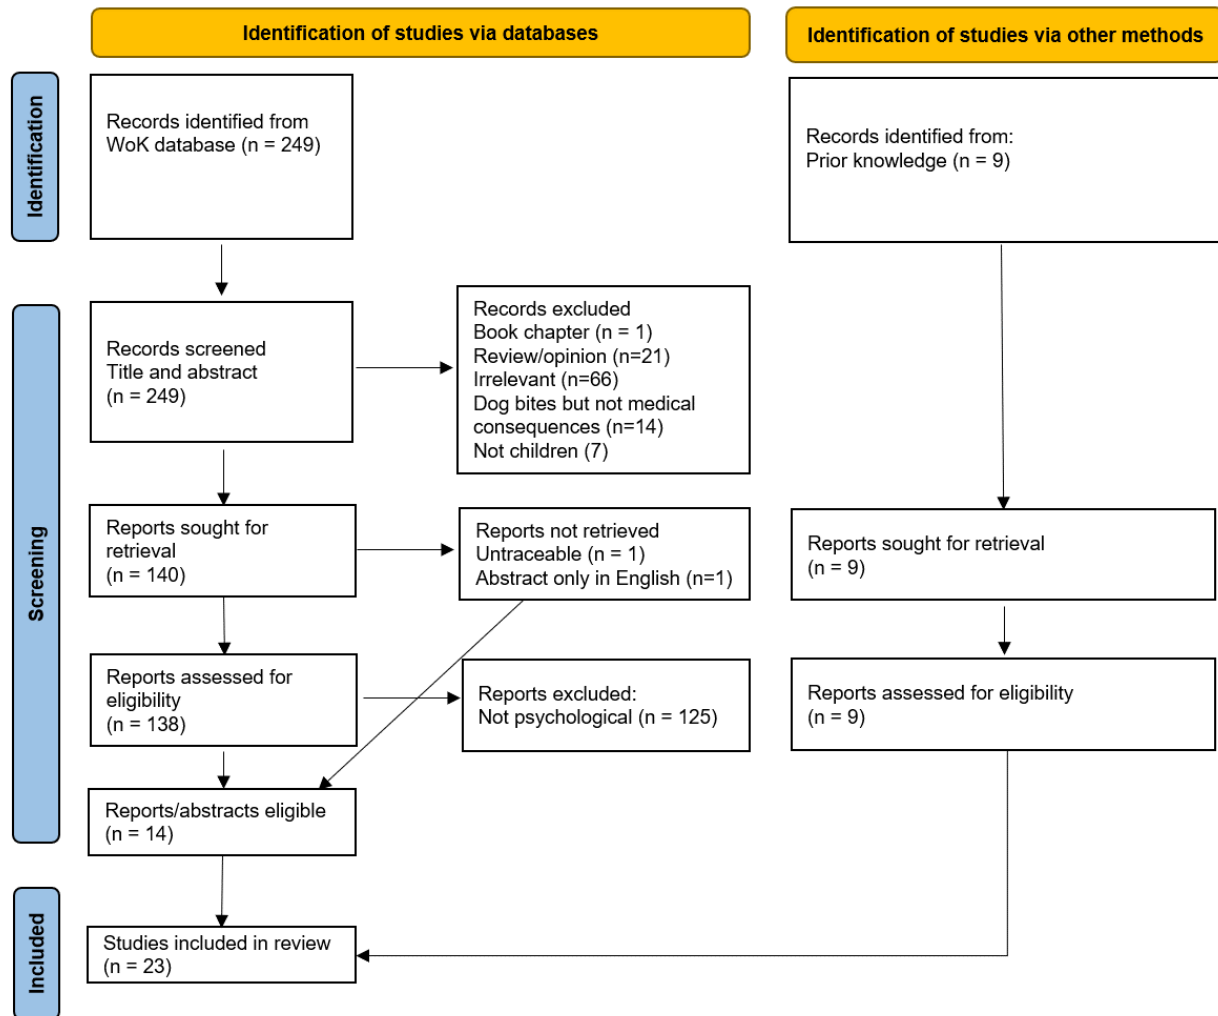 Identification of studies via databases
Identification of studies via other methods
Identification
Records identified from
WoK database (n = 249)
Records identified from:
Prior knowledge (n = 9)
Screening
Records screened
Title and abstract
(n = 249)
Records excluded
Book chapter (n = 1)
Review/opinion (n=21)
Irrelevant (n=66)
Dog bites but not medical
consequences (n=14)
Not children (7)
Reports sought for
retrieval
(n = 140)
Reports not retrieved
Untraceable (n = 1)
Abstract only in English (n=1)
Reports sought for retrieval
(n = 9)
Reports assessed for
eligibility
(n = 138)
Reports excluded:
Not psychological (n = 125)
Reports assessed for eligibility
(n = 9)
Reports/abstracts eligible
(n = 14)
Included
Studies included in review
(n = 23)